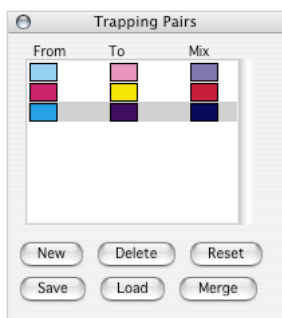 Trapping Pairs
From To Mix
New Delete Reset
Save Load Merge